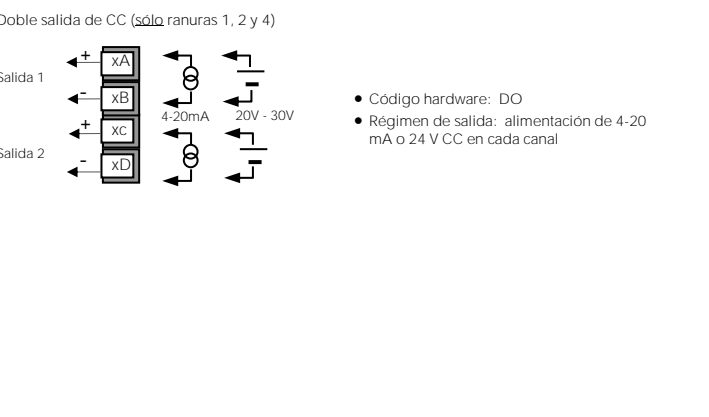 Doble salida de CC (sólo ranuras 1, 2 y 4)
+ xA
Salida 1
- xB
4-20mA 20V - 30V
+ xc
Salida 2
- xD
• Código hardware: DO
• Régimen de salida: alimentación de 4-20
mA o 24 V CC en cada canal